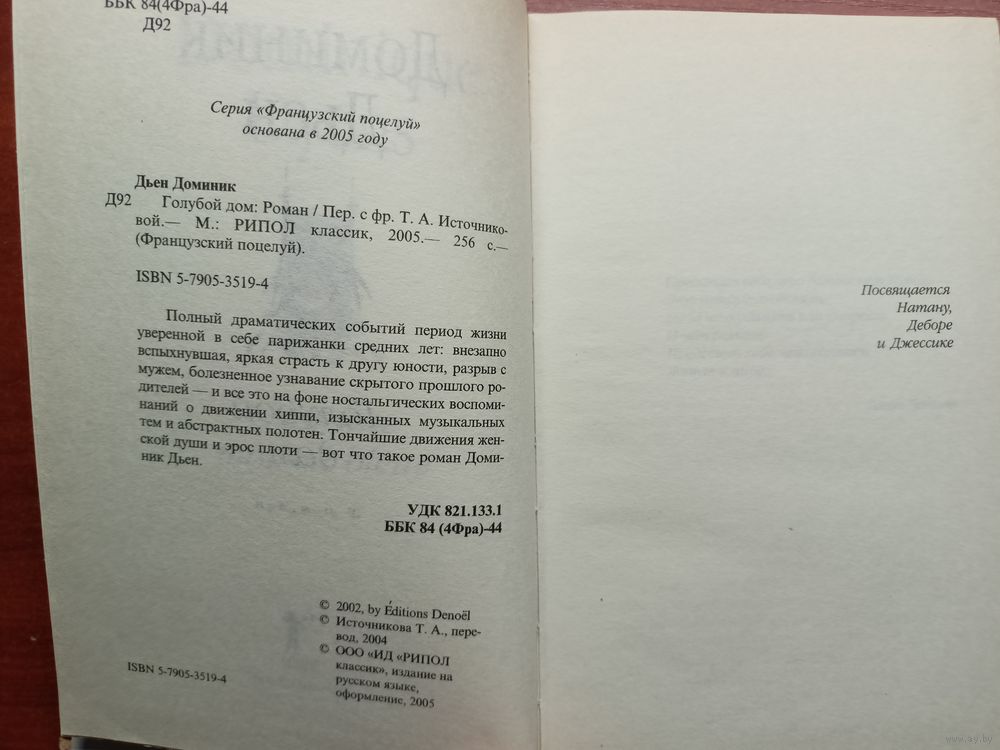 ББК 84(4Фра)-44
Д92
Серия «Французский поцелуй»
основана в 2005 году
Дьен Доминик
Д92 Голубой дом: Роман / Пер. с фр. Т. А. Источнико-
вой.— М.: РИПОЛ классик, 2005.— 256 с.—
(Французский поцелуй).
ISBN 5-7905-3519-4
Полный драматических событий период жизни
уверенной в себе парижанки средних лет: внезапно
вспыхнувшая, яркая страсть к другу юности, разрыв с
мужем, болезненное узнавание скрытого прошлого ро-
дителей — и все это на фоне ностальгических воспоми-
наний о движении хиппи, изысканных музыкальных
тем и абстрактных полотен. Тончайшие движения жен-
ской души и эрос плоти — вот что такое роман Доми-
ник Дьен.
УДК 821.133.1
ББК 84 (4Фра)-44
© 2002, by Éditions Denoël
© Источникова Т. А., пере-
вод, 2004
© ООО «ИД «РИПОЛ
классик», издание на
русском языке,
оформление, 2005
ISBN 5-7905-3519-4
Посвящается
Натану,
Деборе
и Джессике
www.ay.by